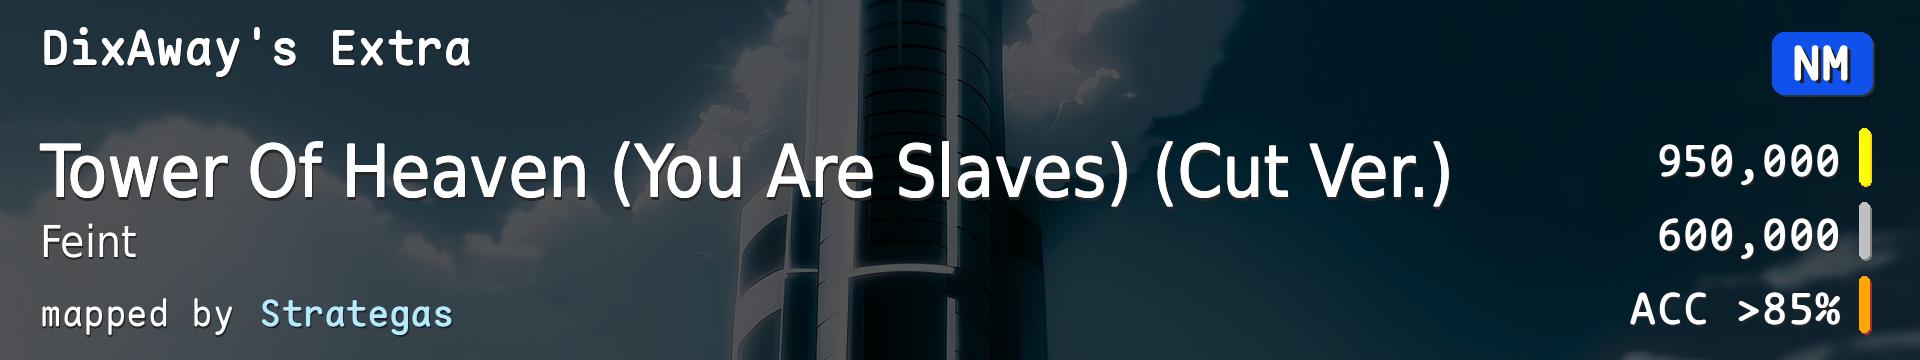 DixAway's Extra
NM
Tower Of Heaven (You Are Slaves) (Cut Ver.)
950,000
Feint
600,000
mapped by Strategas
ACC >85%